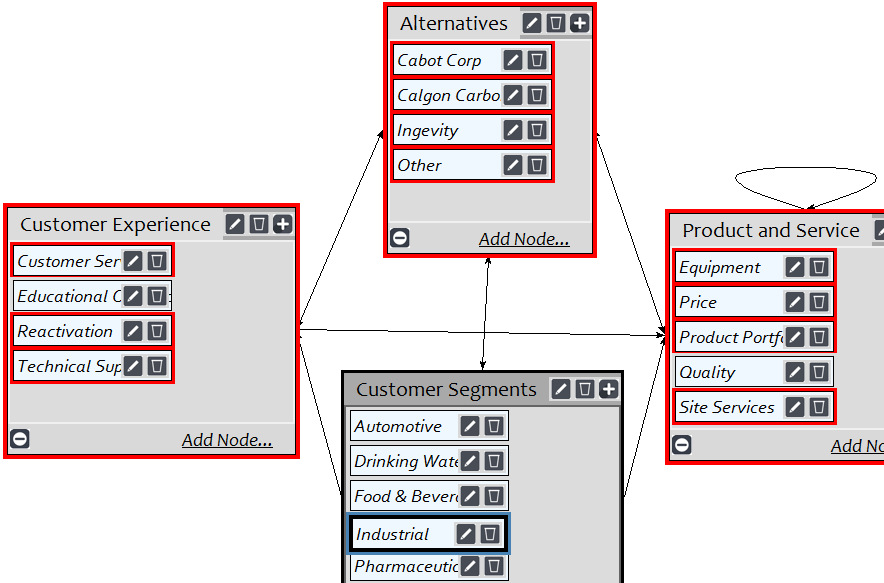 Alternatives
Cabot Corp
Calgon Carbo
Ingevity
Other
Add Node...
Customer Experience
Customer Ser
Educational
Reactivation
Technical Sup
Add Node...
Product and Service
Equipment
Price
Product Portf
Quality
Site Services
Add No
Customer Segments
Automotive
Drinking Wate
Food & Bever
Industrial
Pharmaceutic